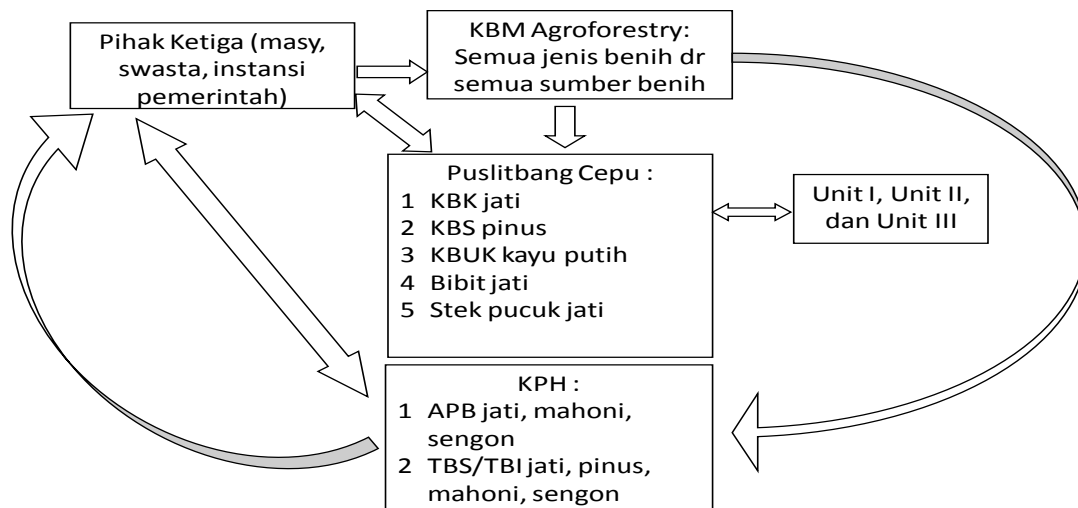 Pihak Ketiga (masy,
swasta, instansi
pemerintah)
KBM Agroforestry:
Semua jenis benih dr
semua sumber benih
Puslitbang Cepu :
1 KBK jati
2 KBS pinus
3 KBUK kayu putih
4 Bibit jati
5 Stek pucuk jati
Unit I, Unit II,
dan Unit III
KPH :
1 APB jati, mahoni,
sengon
2 TBS/TBI jati, pinus,
mahoni, sengon